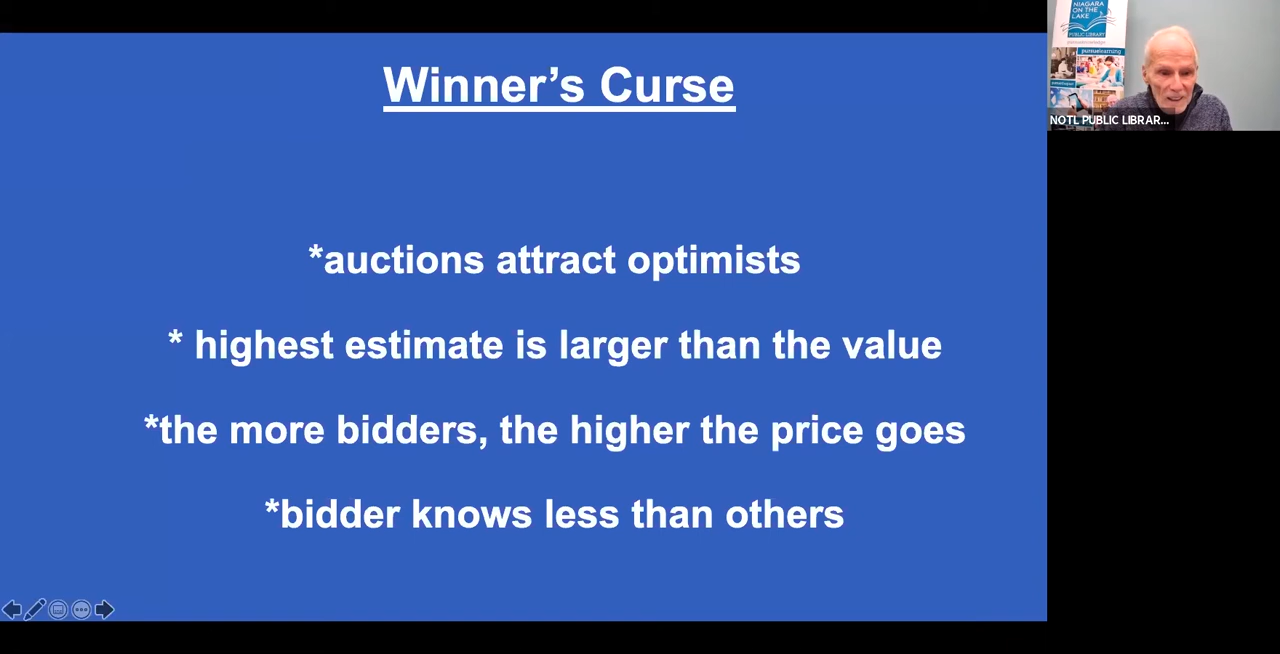 Winner's Curse
*auctions attract optimists
* highest estimate is larger than the value
*the more bidders, the higher the price goes
*bidder knows less than others
NIAGARA
ON THE
LAKE
PUBLIC LIBRARY
NOTL PUBLIC LIBRAR...